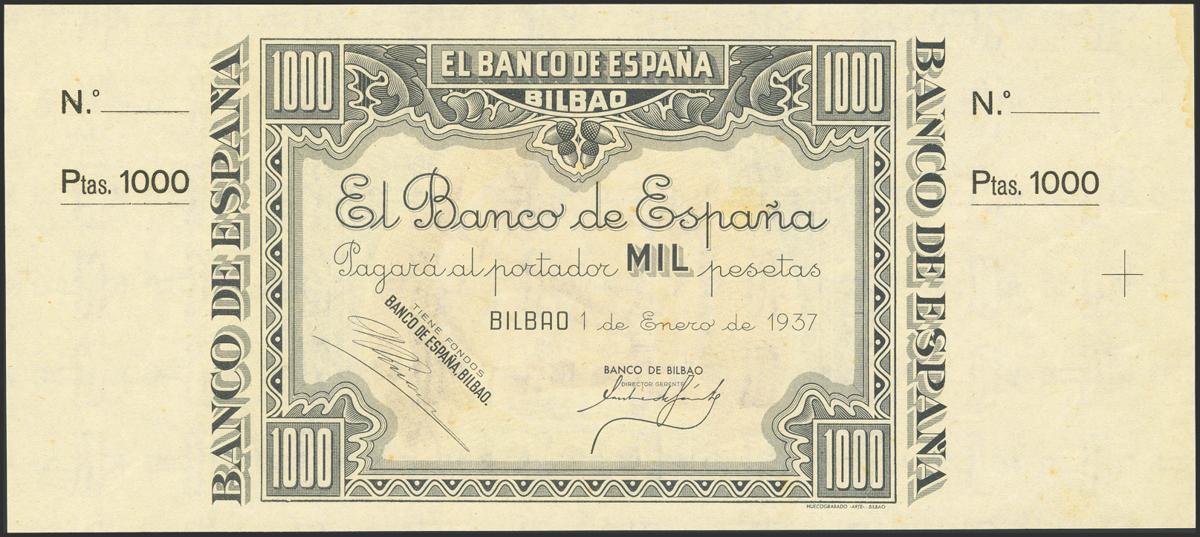 N.º
Ptas. 1000
BANCO DE ESPAÑA
1000
EL BANCO DE ESPAÑA
BILBAO
1000
El Banco de España
Pagará al portador MIL pesetas
BILBAO 1 de Enero de 1937
TIENE FONDOS
BANCO DE ESPAÑA, BILBAO.
BANCO DE BILBAO
DIRECTOR GERENTE
1000
1000
HUECOGRABADO -ARTE- BILBAO
BANCO DE ESPAÑA
N.º
Ptas. 1000